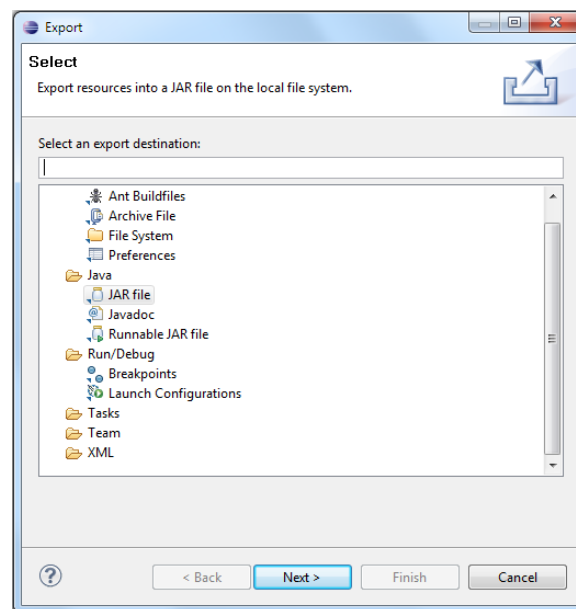 Export
Select
Export resources into a JAR file on the local file system.
Select an export destination:
Ant Buildfiles
Archive File
File System
Preferences
Java
JAR file
Javadoc
Runnable JAR file
Run/Debug
Breakpoints
Launch Configurations
Tasks
Team
XML
< Back Next > Finish Cancel